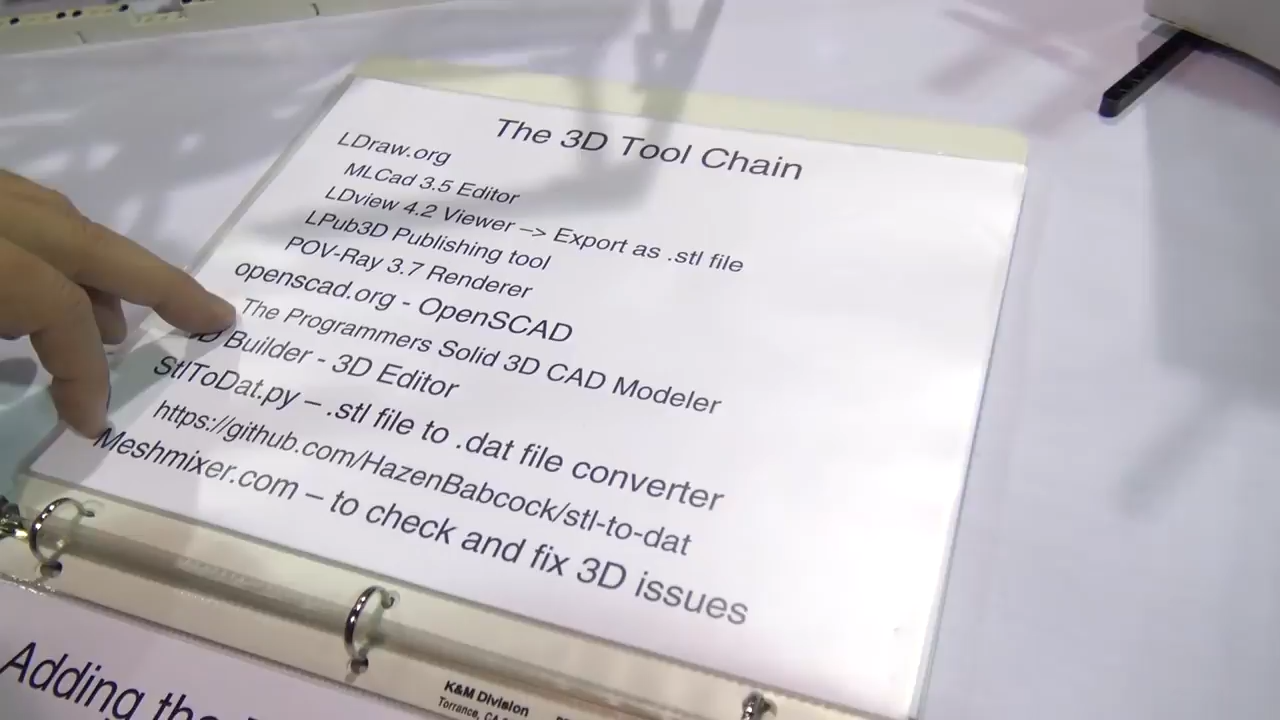 The 3D Tool Chain
LDraw.org
MLCad 3.5 Editor
LDview 4.2 Viewer --> Export as .stl file
LPub3D Publishing tool
POV-Ray 3.7 Renderer
openscad.org - OpenSCAD
The Programmers Solid 3D CAD Modeler
Builder - 3D Editor
StlToDat.py – .stl file to .dat file converter
https://github.com/HazenBabcock/stl-to-dat
Meshmixer.com – to check and fix 3D issues
K&M Division
Torrance, CA
Adding the